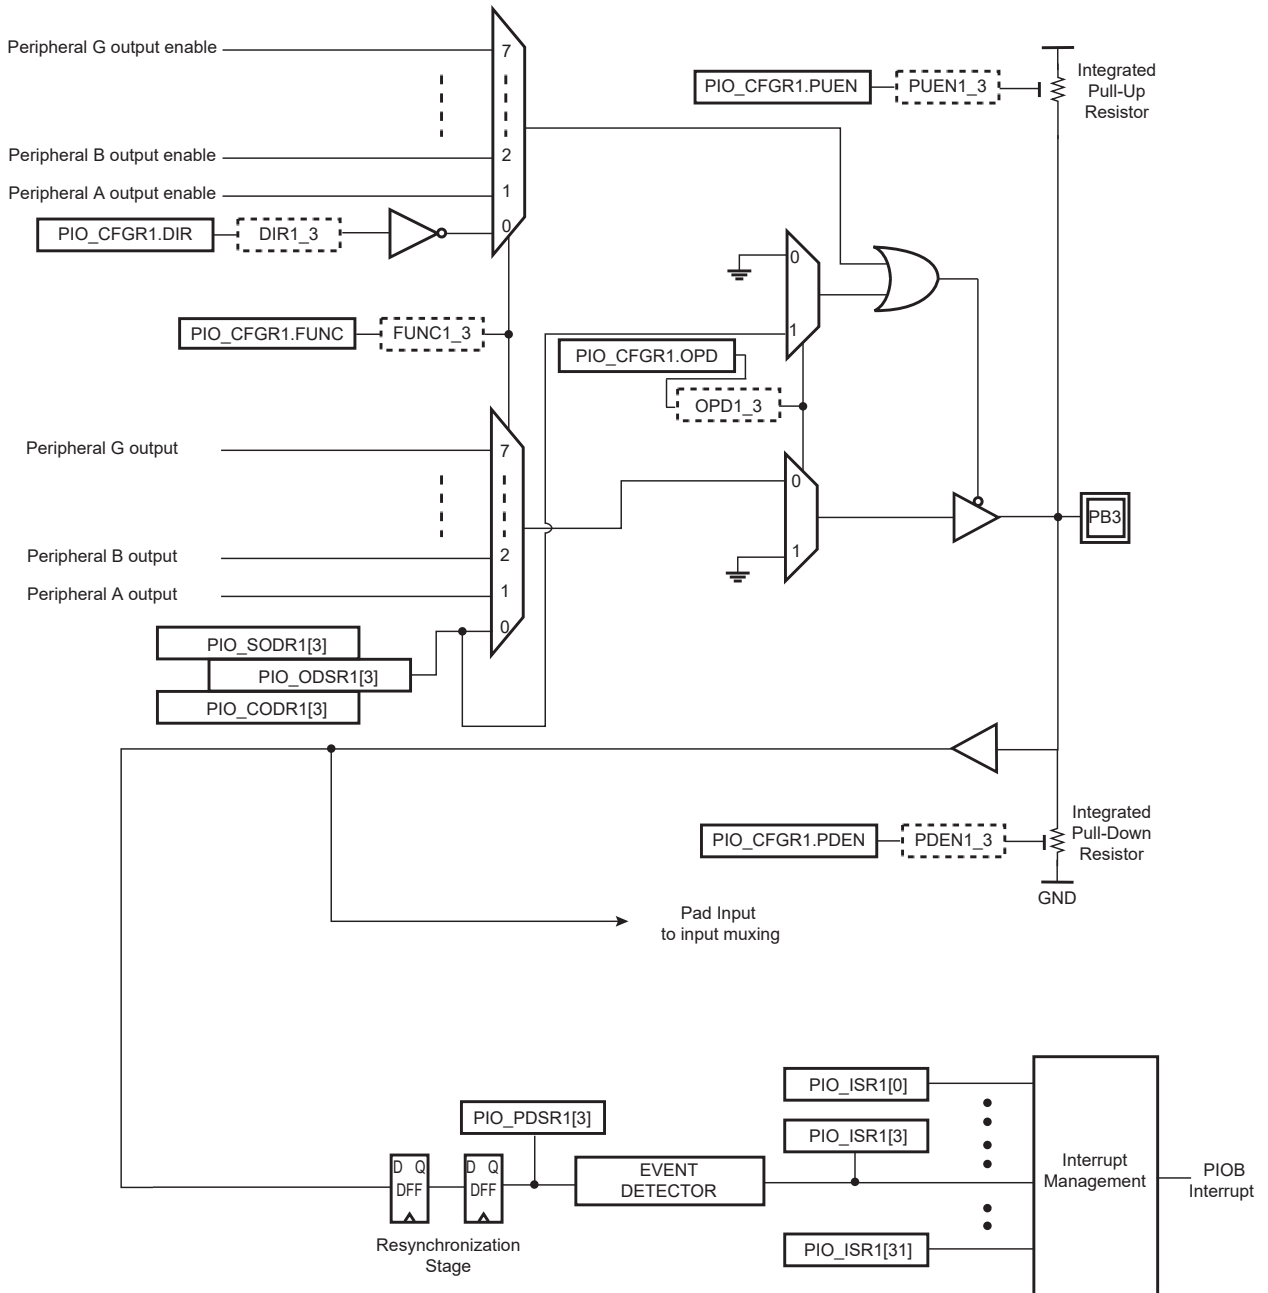 Peripheral G output enable
7
Peripheral B output enable
2
Peripheral A output enable
1
PIO_CFGR1.DIR
DIR1_3
0
PIO_CFGR1.PUEN
PUEN1_3
Integrated
Pull-Up
Resistor
PIO_CFGR1.FUNC
FUNC1_3
0
1
PIO_CFGR1.OPD
OPD1_3
Peripheral G output
7
Peripheral B output
2
Peripheral A output
1
0
0
1
PB3
PIO_SODR1[3]
PIO_ODSR1[3]
PIO_CODR1[3]
PIO_CFGR1.PDEN
PDEN1_3
Integrated
Pull-Down
Resistor
GND
Pad Input
to input muxing
PIO_PDSR1[3]
D Q
DFF
D Q
DFF
Resynchronization
Stage
EVENT
DETECTOR
PIO_ISR1[0]
PIO_ISR1[3]
PIO_ISR1[31]
Interrupt
Management
PIOB
Interrupt